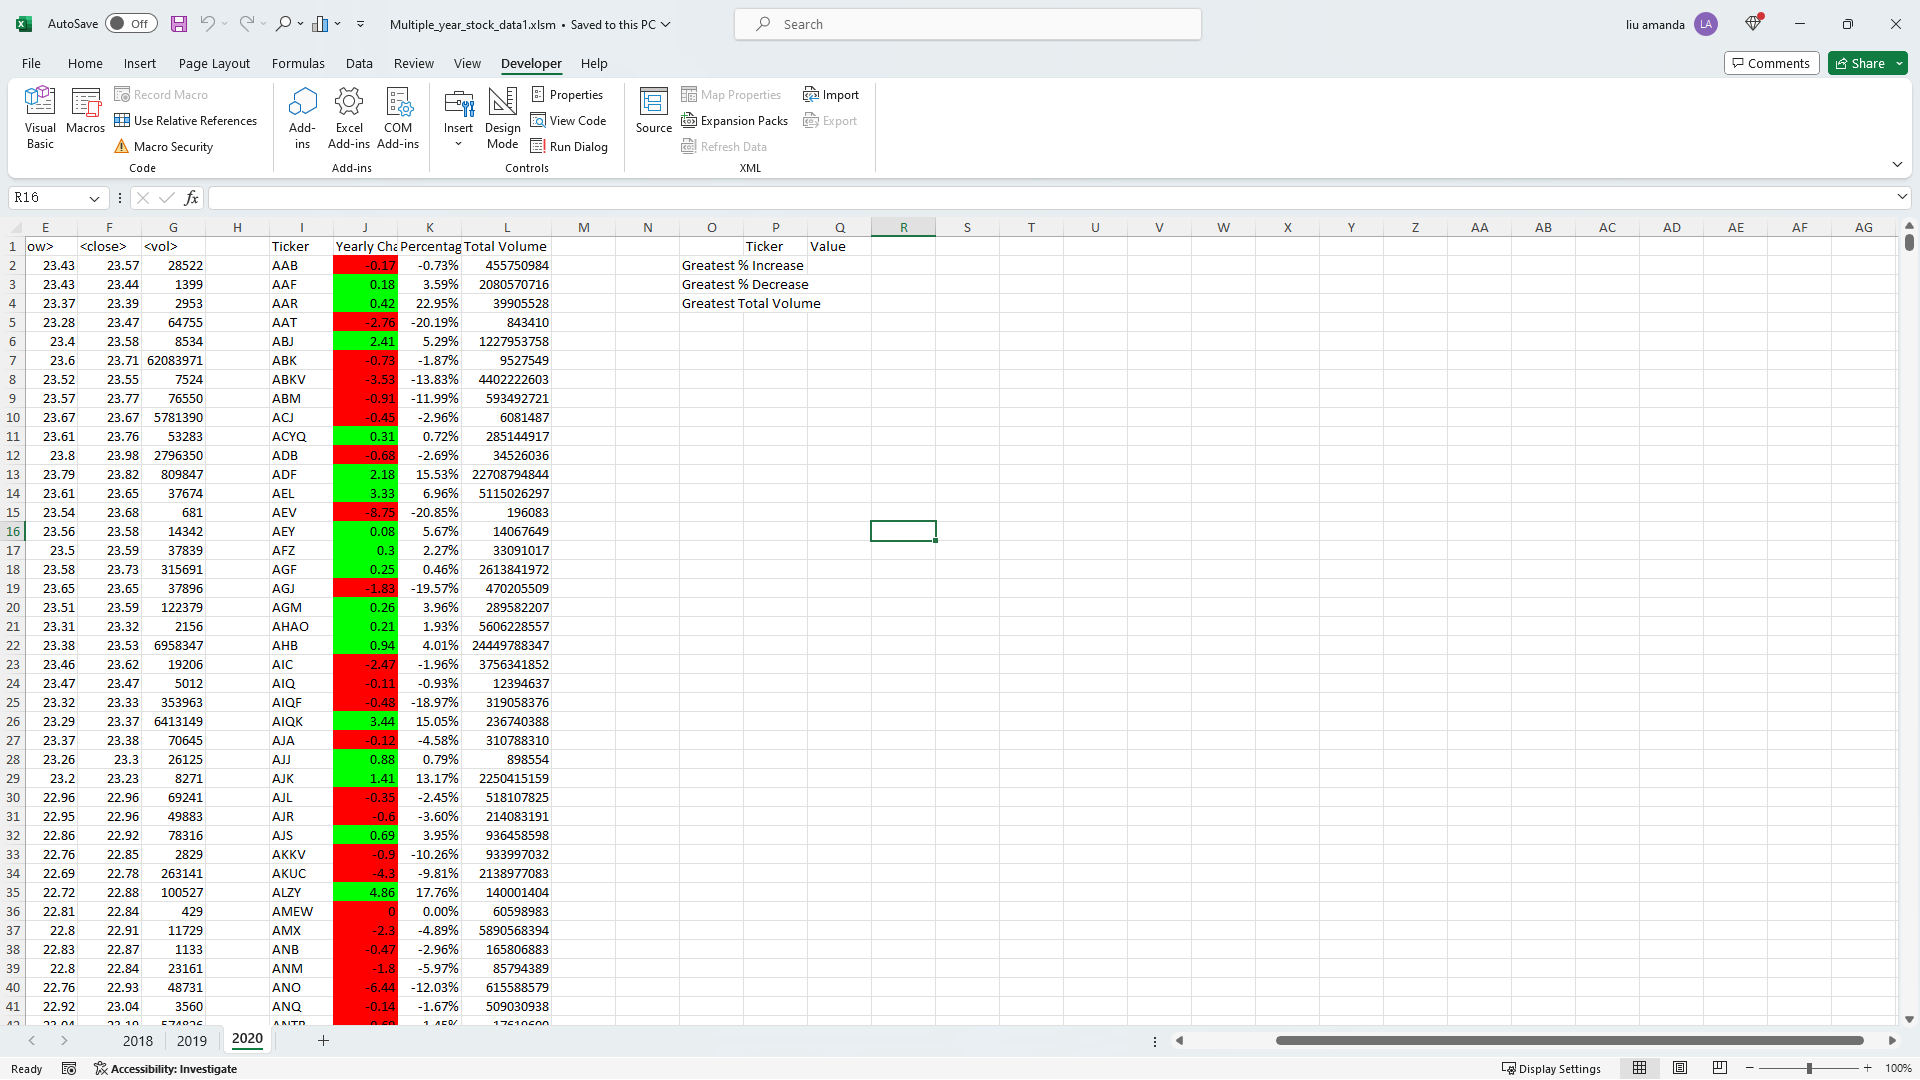 AutoSave Off Multiple_year_stock_data1.xlsm • Saved to this PC Search liu amanda LA
File Home Insert Page Layout Formulas Data Review View Developer Help Comments Share
Visual Basic
Macros
Record Macro
Use Relative References
Macro Security
Code
Add-ins
Excel Add-ins
COM Add-ins
Add-ins
Insert
Design Mode
Properties
View Code
Run Dialog
Controls
Source
Map Properties
Expansion Packs
Refresh Data
Import
Export
XML
R16 fx
E F G H I J K L M N O P Q R S T U V W X Y Z AA AB AC AD AE AF AG
1 ow> <close> <vol> Ticker Yearly Cha Percentag Total Volume Ticker Value
2 23.43 23.57 28522 AAB -0.17 -0.73% 455750984 Greatest % Increase
3 23.43 23.44 1399 AAF 0.18 3.59% 2080570716 Greatest % Decrease
4 23.37 23.39 2953 AAR 0.42 22.95% 39905528 Greatest Total Volume
5 23.28 23.47 64755 AAT -2.76 -20.19% 843410
6 23.4 23.58 8534 ABJ 2.41 5.29% 1227953758
7 23.6 23.71 62083971 ABK -0.73 -1.87% 9527549
8 23.52 23.55 7524 ABKV -3.53 -13.83% 4402222603
9 23.57 23.77 76550 ABM -0.91 -11.99% 593492721
10 23.67 23.67 5781390 ACJ -0.45 -2.96% 6081487
11 23.61 23.76 53283 ACYQ 0.31 0.72% 285144917
12 23.8 23.98 2796350 ADB -0.68 -2.69% 34526036
13 23.79 23.82 809847 ADF 2.18 15.53% 22708794844
14 23.61 23.65 37674 AEL 3.33 6.96% 5115026297
15 23.54 23.68 681 AEV -8.75 -20.85% 196083
16 23.56 23.58 14342 AEY 0.08 5.67% 14067649
17 23.5 23.59 37839 AFZ 0.3 2.27% 33091017
18 23.58 23.73 315691 AGF 0.25 0.46% 2613841972
19 23.65 23.65 37896 AGJ -1.83 -19.57% 470205509
20 23.51 23.59 122379 AGM 0.26 3.96% 289582207
21 23.31 23.32 2156 AHAO 0.21 1.93% 5606228557
22 23.38 23.53 6958347 AHB 0.94 4.01% 24449788347
23 23.46 23.62 19206 AIC -2.47 -1.96% 3756341852
24 23.47 23.47 5012 AIQ -0.11 -0.93% 12394637
25 23.32 23.33 353963 AIQF -0.43 -18.97% 319058376
26 23.29 23.37 6413149 AIQK 3.44 15.05% 236740388
27 23.37 23.38 70645 AJA -0.12 -4.58% 310788310
28 23.26 23.3 26125 AJJ 0.88 0.79% 898554
29 23.2 23.23 8271 AJK 1.41 13.17% 2250415159
30 22.96 22.96 69241 AJL -0.35 -2.45% 518107825
31 22.95 22.96 49883 AJR -0.6 -3.60% 214083191
32 22.86 22.92 78316 AJS 0.69 3.95% 936458598
33 22.76 22.85 2829 AKKV -0.9 -10.26% 933997032
34 22.69 22.78 263141 AKUC -4.3 -9.81% 2138977083
35 22.72 22.88 100527 ALZY 4.86 17.76% 140001404
36 22.81 22.84 429 AMEW 0 0.00% 60598983
37 22.8 22.91 11729 AMX -2.3 -4.89% 5890568394
38 22.83 22.87 1133 ANB -0.47 -2.96% 165806883
39 22.8 22.84 23161 ANM -1.8 -5.97% 85794389
40 22.76 22.93 48731 ANO -6.44 -12.03% 615588579
41 22.92 23.04 3560 ANQ -0.14 -1.67% 509030938
2018 2019 2020
Ready Accessibility: Investigate Display Settings 100%